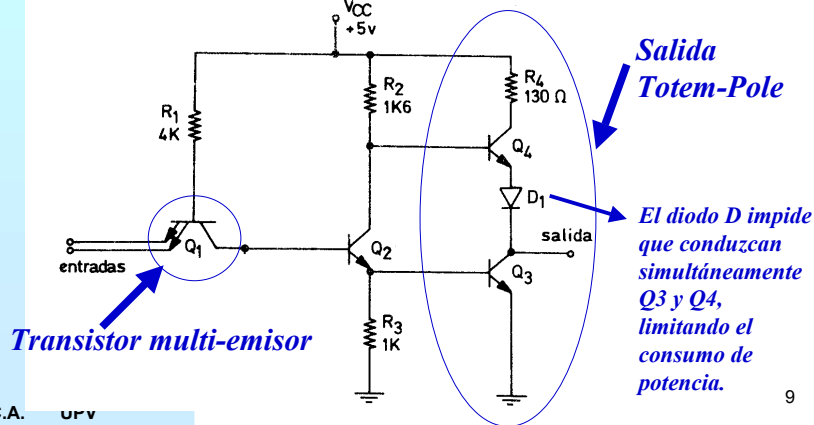 VCC
+5v
Salida
Totem-Pole
R4
130 Ω
R2
1K6
R1
4K
Q4
D1
El diodo D impide
que conduzcan
simultáneamente
Q3 y Q4,
limitando el
consumo de
potencia.
salida
Q1
Q2
Q3
entradas
R3
1K
Transistor multi-emisor
9
C.A. UPV